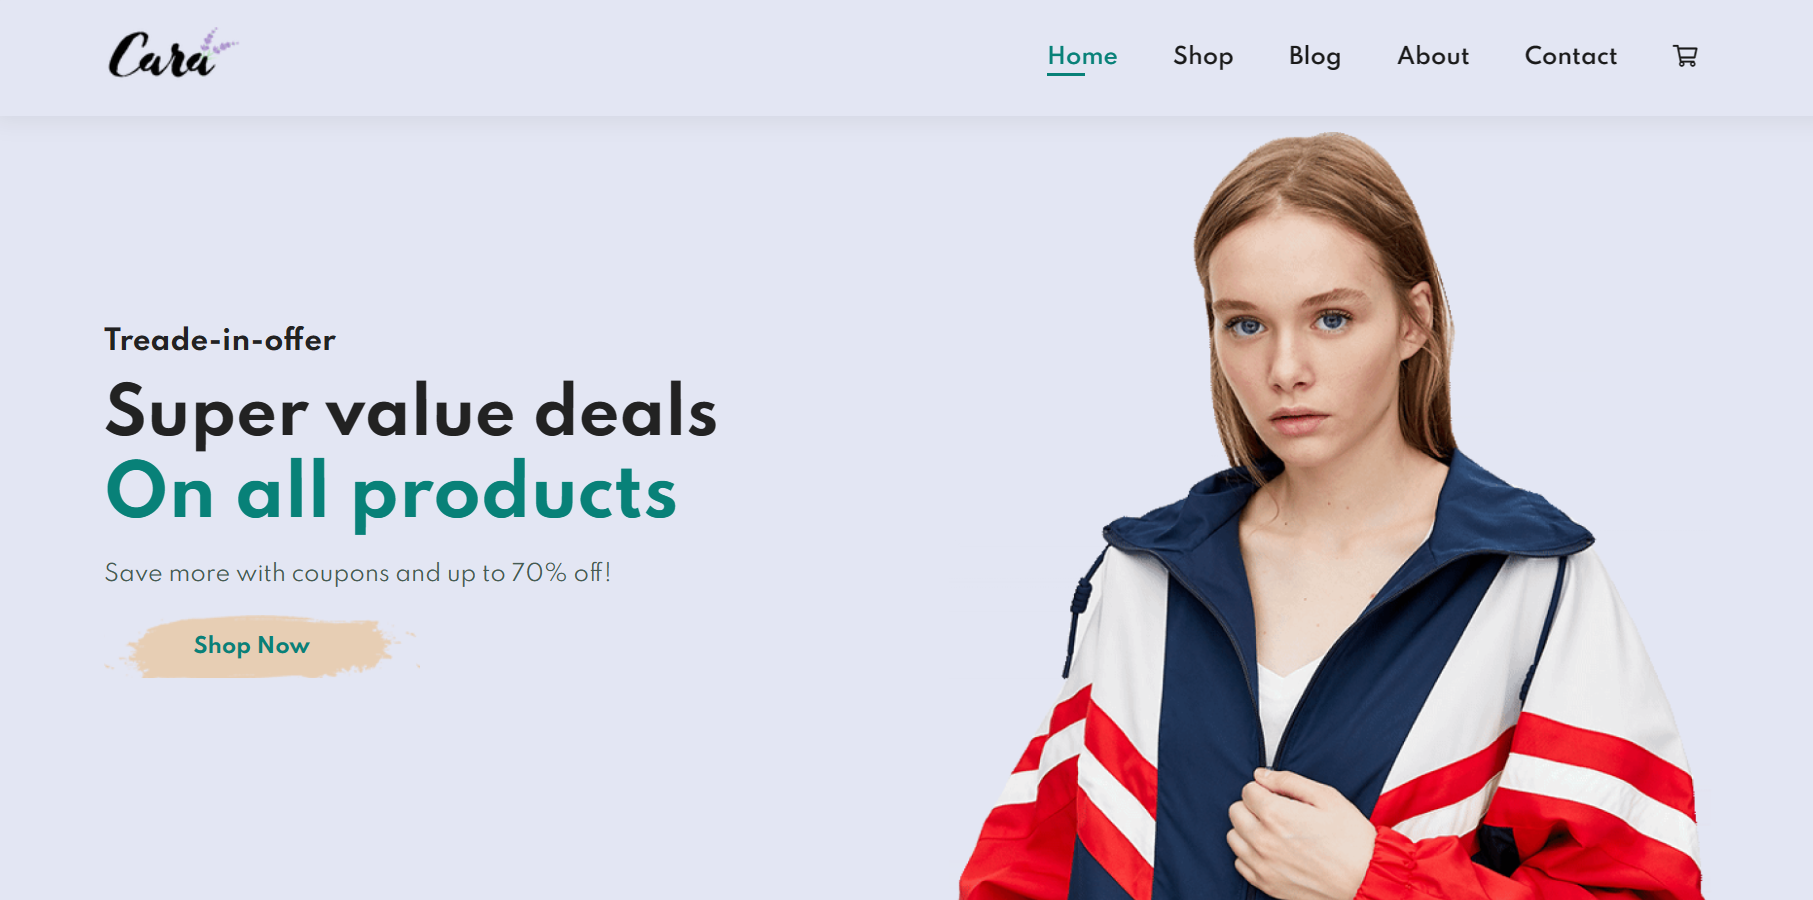 Cara
Home Shop Blog About Contact
Treade-in-offer
Super value deals
On all products
Save more with coupons and up to 70% off!
Shop Now